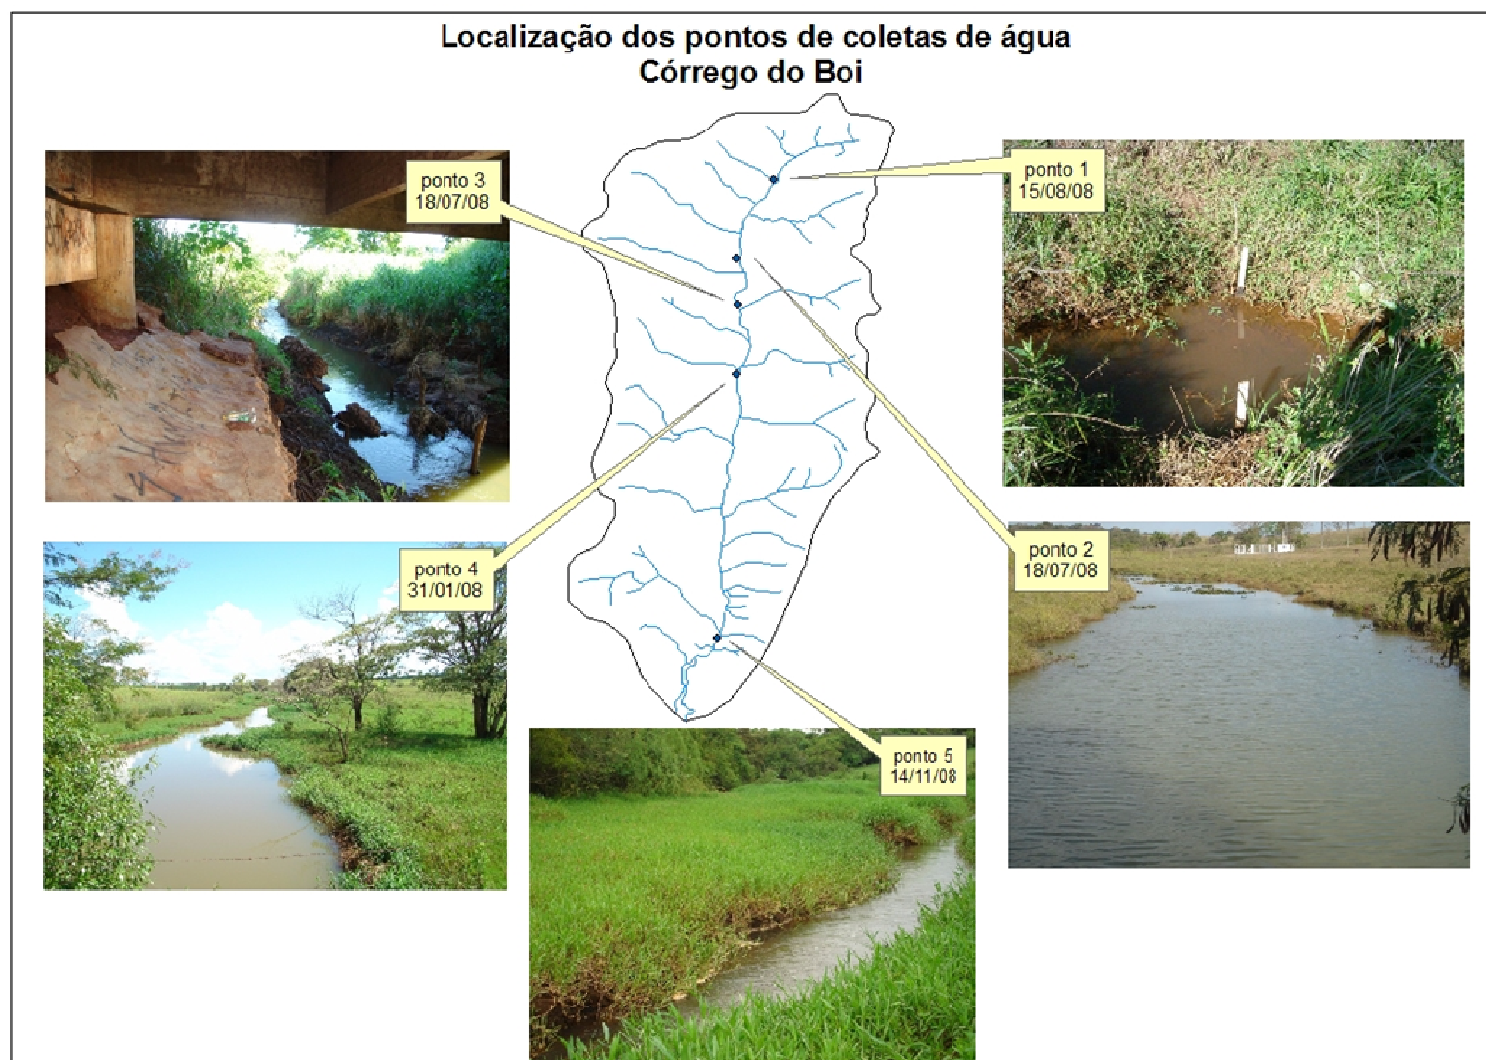 Localização dos pontos de coletas de água
Córrego do Boi
ponto 3
18/07/08
ponto 1
15/08/08
ponto 4
31/01/08
ponto 2
18/07/08
ponto 5
14/11/08